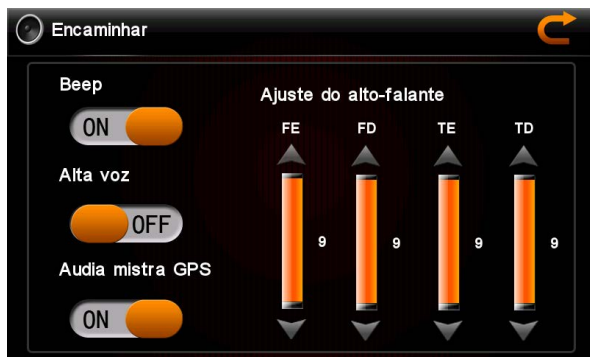 Encaminhar
Beep
ON
Alta voz
OFF
Audia mistra GPS
ON
Ajuste do alto-falante
FE FD TE TD
9 9 9 9